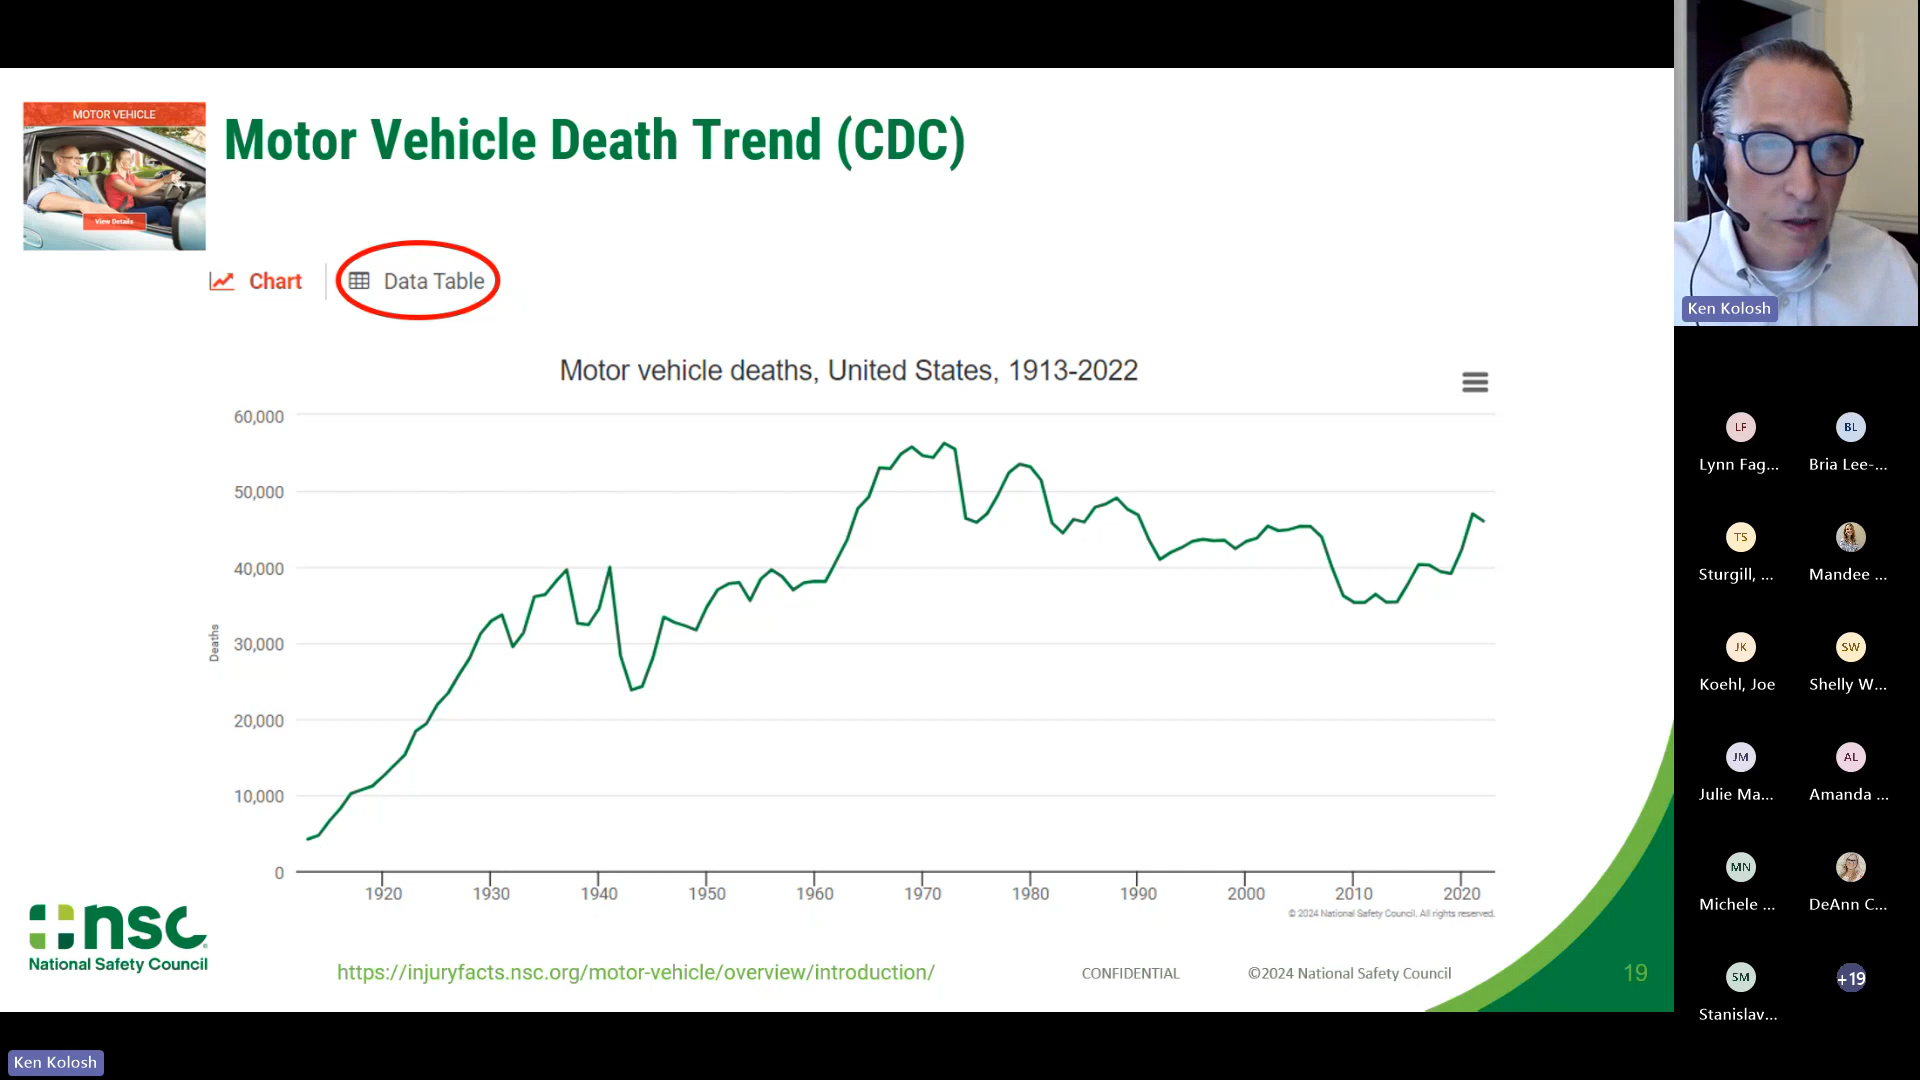 MOTOR VEHICLE
View Details
Motor Vehicle Death Trend (CDC)
Chart
Data Table
Motor vehicle deaths, United States, 1913-2022
60,000
50,000
40,000
30,000
20,000
10,000
0
Deaths
1920 1930 1940 1950 1960 1970 1980 1990 2000 2010 2020
© 2024 National Safety Council. All rights reserved.
nsc
National Safety Council
https://injuryfacts.nsc.org/motor-vehicle/overview/introduction/
CONFIDENTIAL
©2024 National Safety Council
19
Ken Kolosh
Ken Kolosh
LF
BL
Lynn Fag...
Bria Lee-...
TS
Sturgill, ...
Mandee ...
JK
SW
Koehl, Joe
Shelly W...
JM
AL
Julie Ma...
Amanda ...
MN
Michele ...
DeAnn C...
SM
+19
Stanislav...